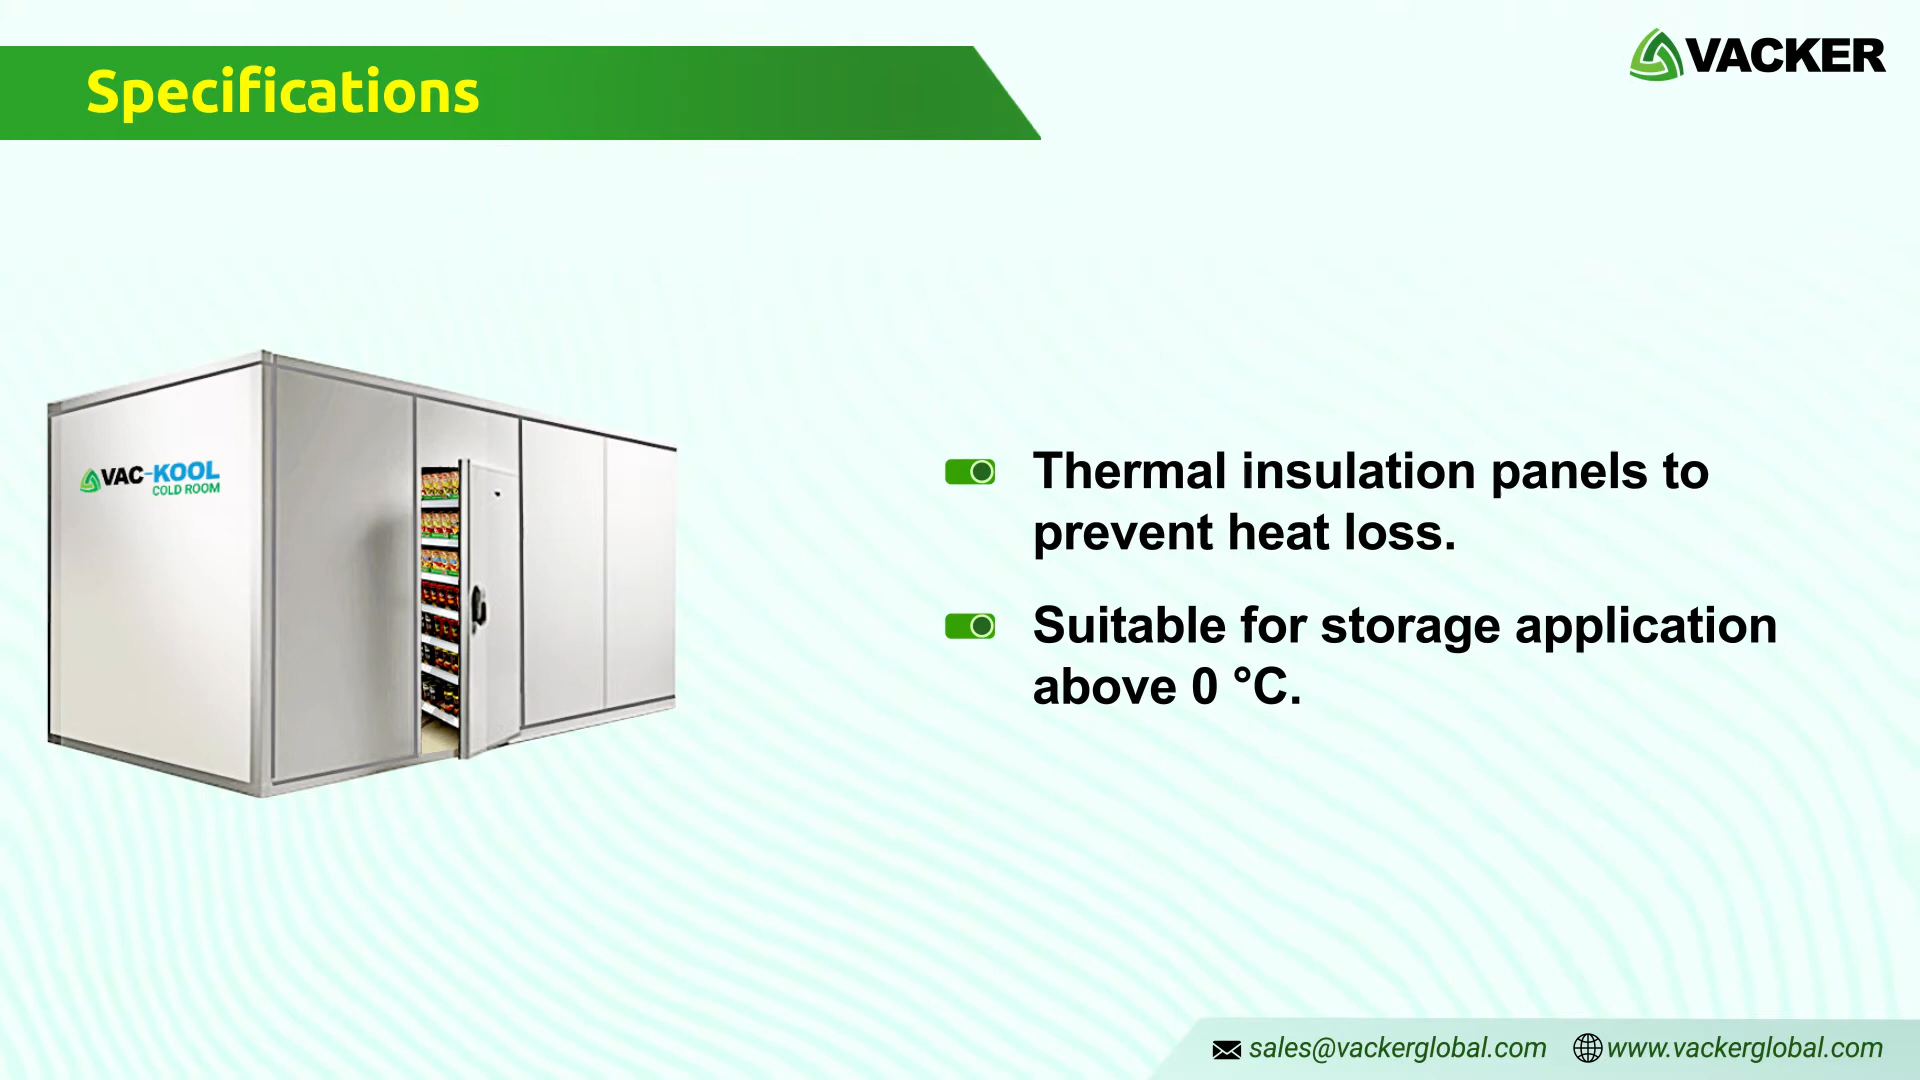 Specifications
VACKER
VAC-KOOL
COLD ROOM
Thermal insulation panels to
prevent heat loss.
Suitable for storage application
above 0 °C.
sales@vackerglobal.com www.vackerglobal.com